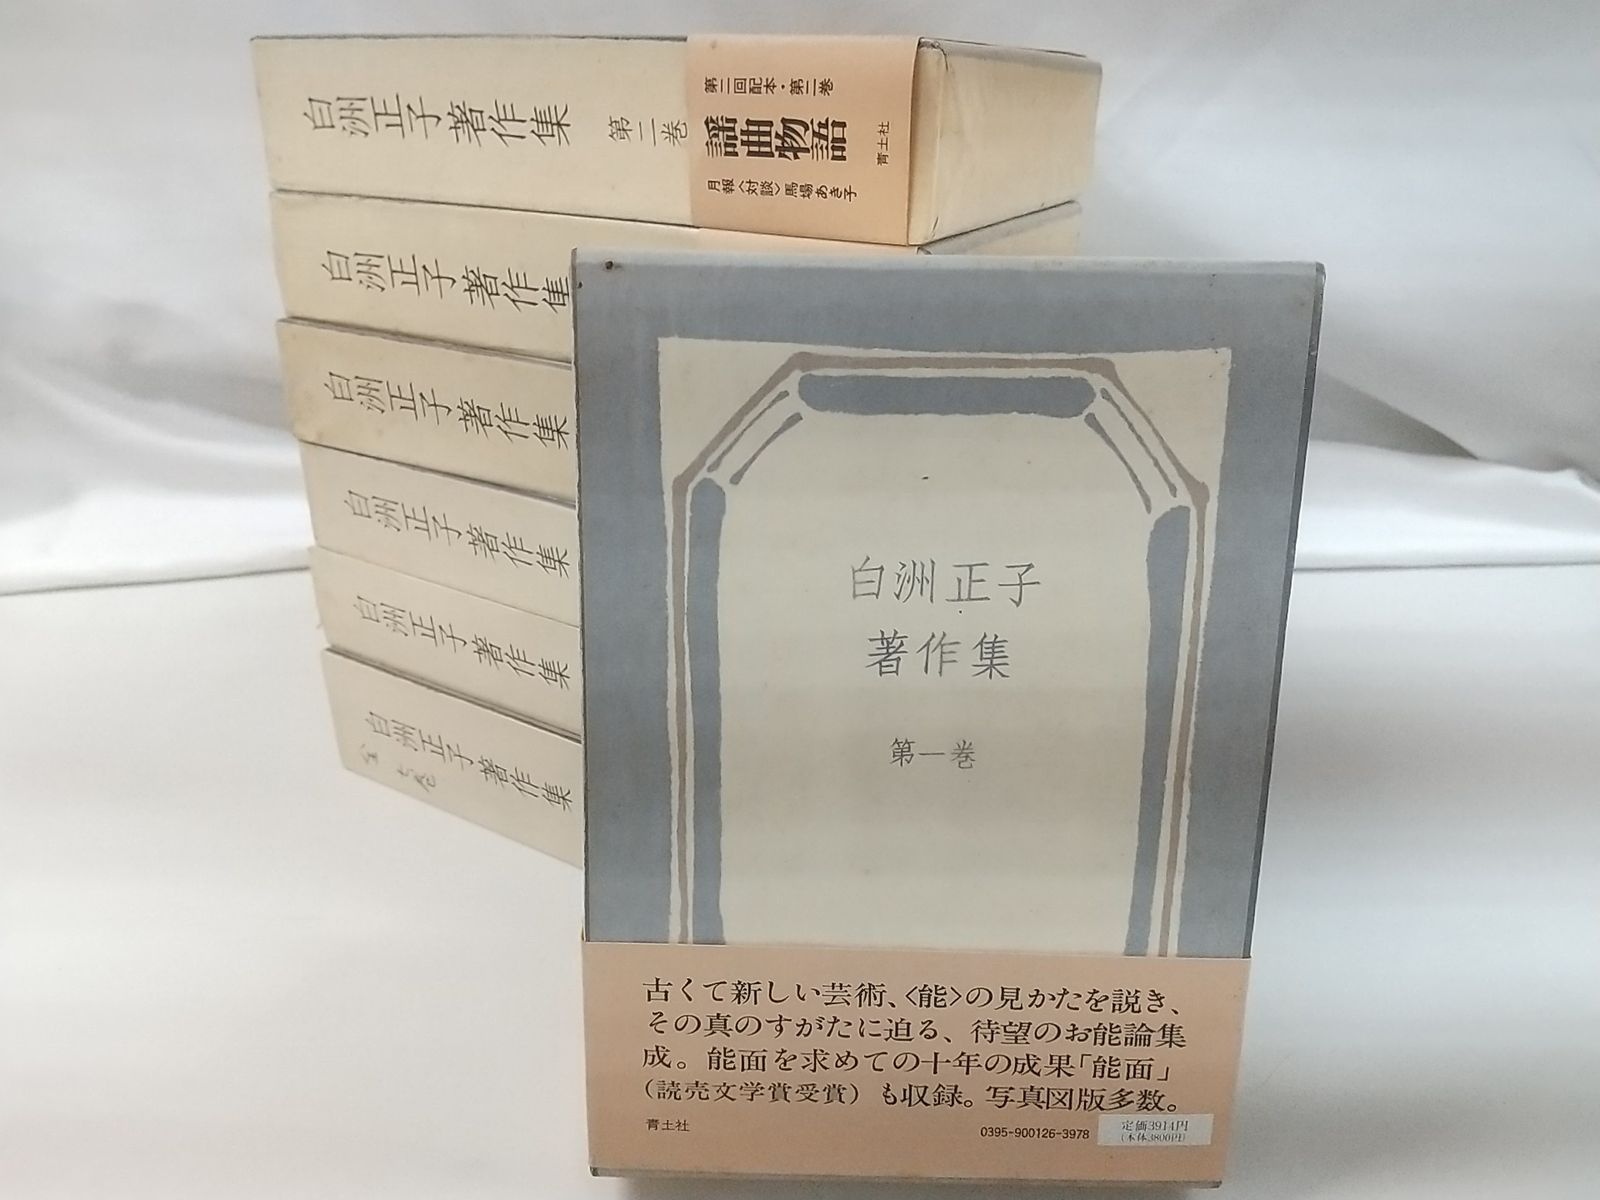 白洲正子著作集 第二巻
第二回配本・第二巻
謡曲物語
月報〈対談〉馬場あき子
青土社
白洲正子著作集
白洲正子著作集
白洲正子著作集
白洲正子著作集
白洲正子著作集
全七巻
白洲正子
著作集
第一巻
古くて新しい芸術、〈能〉の見かたを説き、
その真のすがたに迫る、待望のお能論集
成。能面を求めての十年の成果「能面」
（読売文学賞受賞）も収録。写真図版多数。
青土社
0395-900126-3978
定価3914円
（本体3800円）